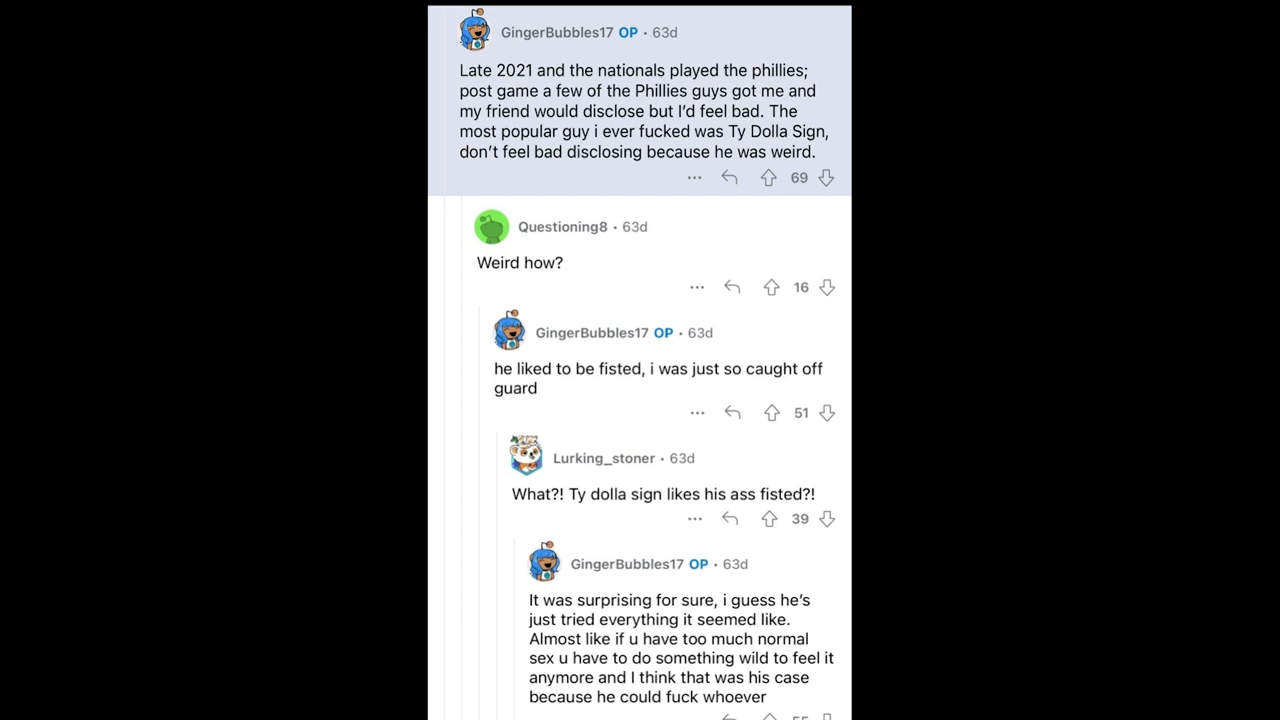 GingerBubbles17 OP · 63d
Late 2021 and the nationals played the phillies;
post game a few of the Phillies guys got me and
my friend would disclose but I'd feel bad. The
most popular guy i ever fucked was Ty Dolla Sign,
don't feel bad disclosing because he was weird.
69
Questioning8 · 63d
Weird how?
16
GingerBubbles17 OP · 63d
he liked to be fisted, i was just so caught off
guard
51
Lurking_stoner · 63d
What?! Ty dolla sign likes his ass fisted?!
39
GingerBubbles17 OP · 63d
It was surprising for sure, i guess he's
just tried everything it seemed like.
Almost like if u have too much normal
sex u have to do something wild to feel it
anymore and I think that was his case
because he could fuck whoever